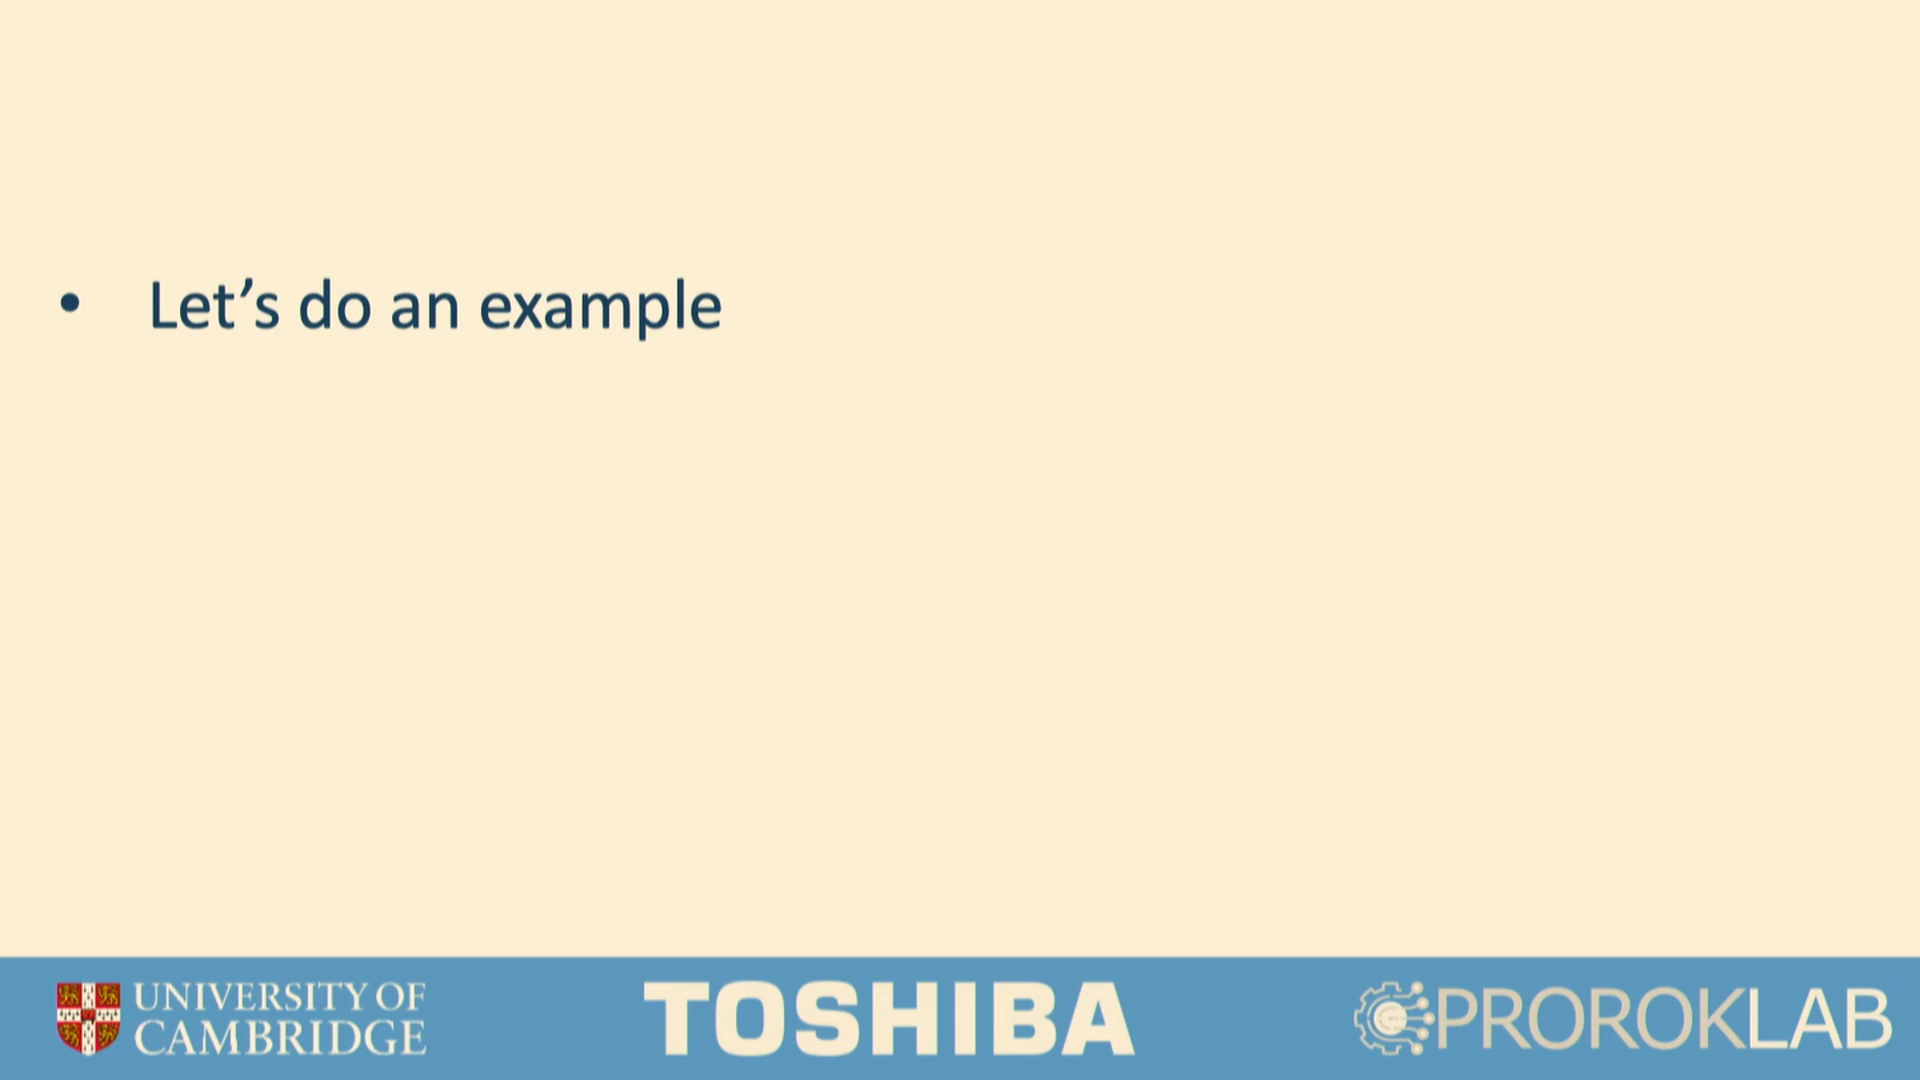 • Let’s do an example
UNIVERSITY OF
CAMBRIDGE
TOSHIBA
PROROKLAB